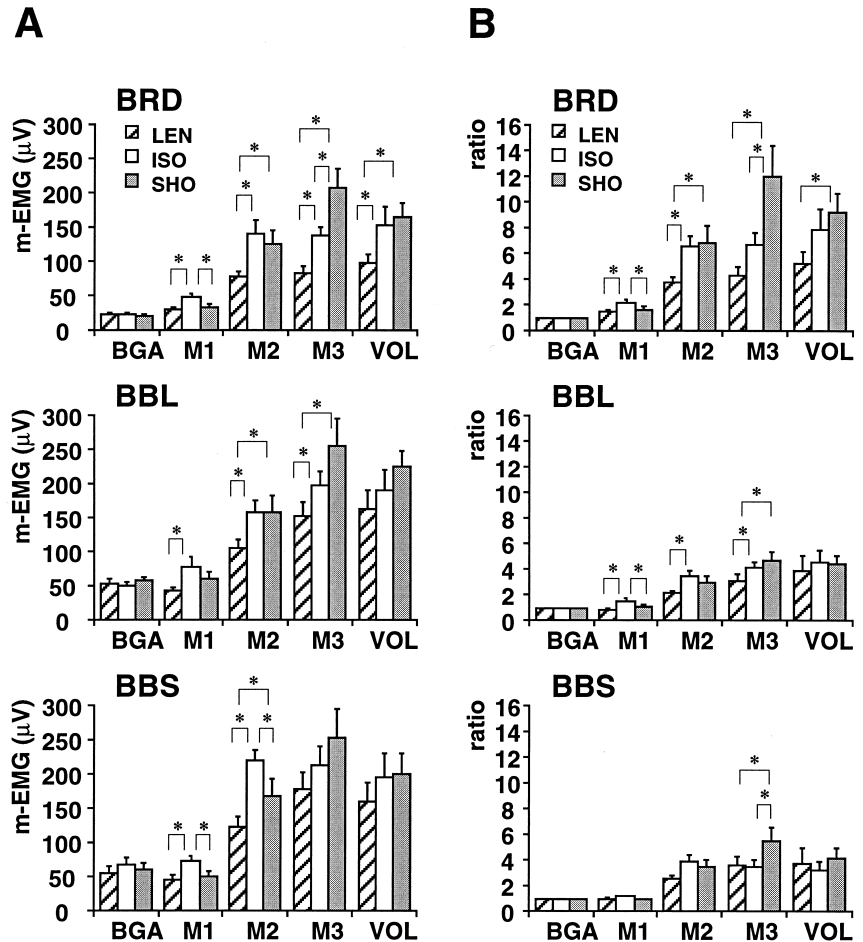 A
B
BRD
LEN
ISO
SHO
m-EMG (μV)
300
250
200
150
100
50
0
* * * * * * * * *
BGA M1 M2 M3 VOL
BRD
LEN
ISO
SHO
ratio
16
14
12
10
8
6
4
2
0
* * * * * * *
BGA M1 M2 M3 VOL
BBL
m-EMG (μV)
300
250
200
150
100
50
0
* * * * *
BGA M1 M2 M3 VOL
BBL
ratio
16
14
12
10
8
6
4
2
0
* * * * *
BGA M1 M2 M3 VOL
BBS
m-EMG (μV)
300
250
200
150
100
50
0
* * * * *
BGA M1 M2 M3 VOL
BBS
ratio
16
14
12
10
8
6
4
2
0
* *
BGA M1 M2 M3 VOL